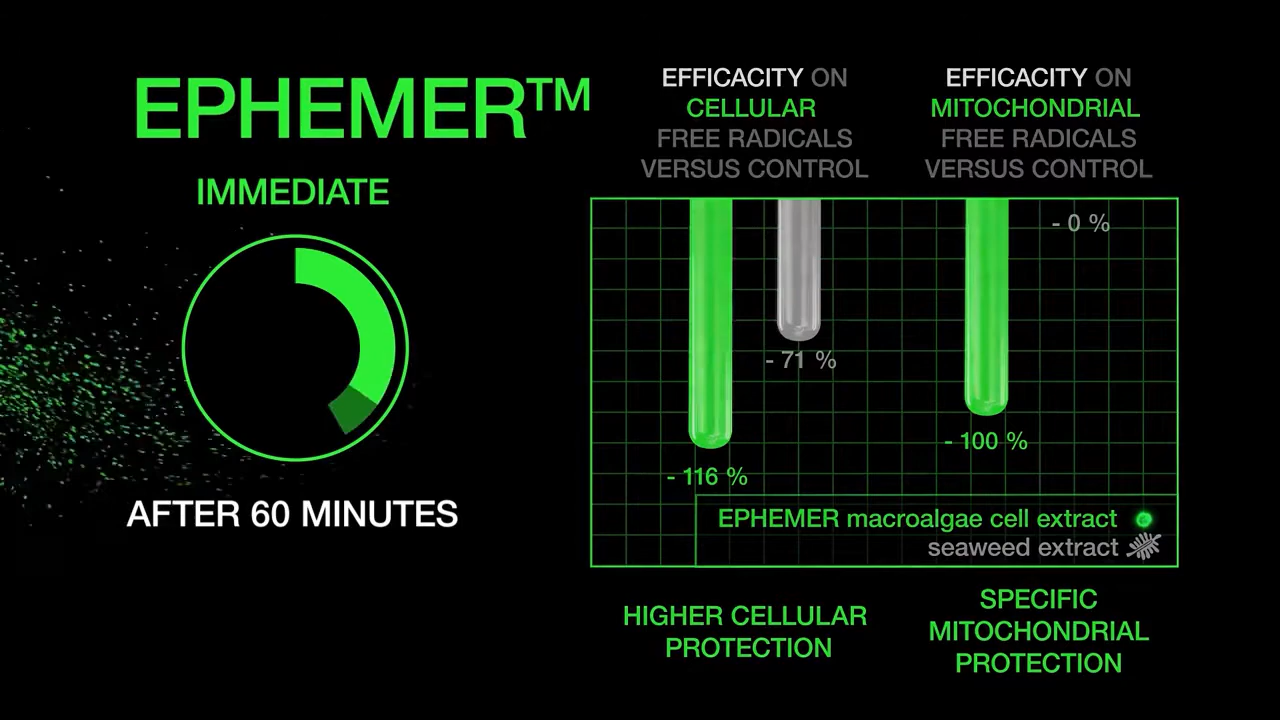 EPHEMER™
IMMEDIATE
AFTER 60 MINUTES
EFFICACITY ON
CELLULAR
FREE RADICALS
VERSUS CONTROL
EFFICACITY ON
MITOCHONDRIAL
FREE RADICALS
VERSUS CONTROL
- 0 %
- 71 %
- 100 %
- 116 %
EPHEMER macroalgae cell extract
seaweed extract
HIGHER CELLULAR
PROTECTION
SPECIFIC
MITOCHONDRIAL
PROTECTION